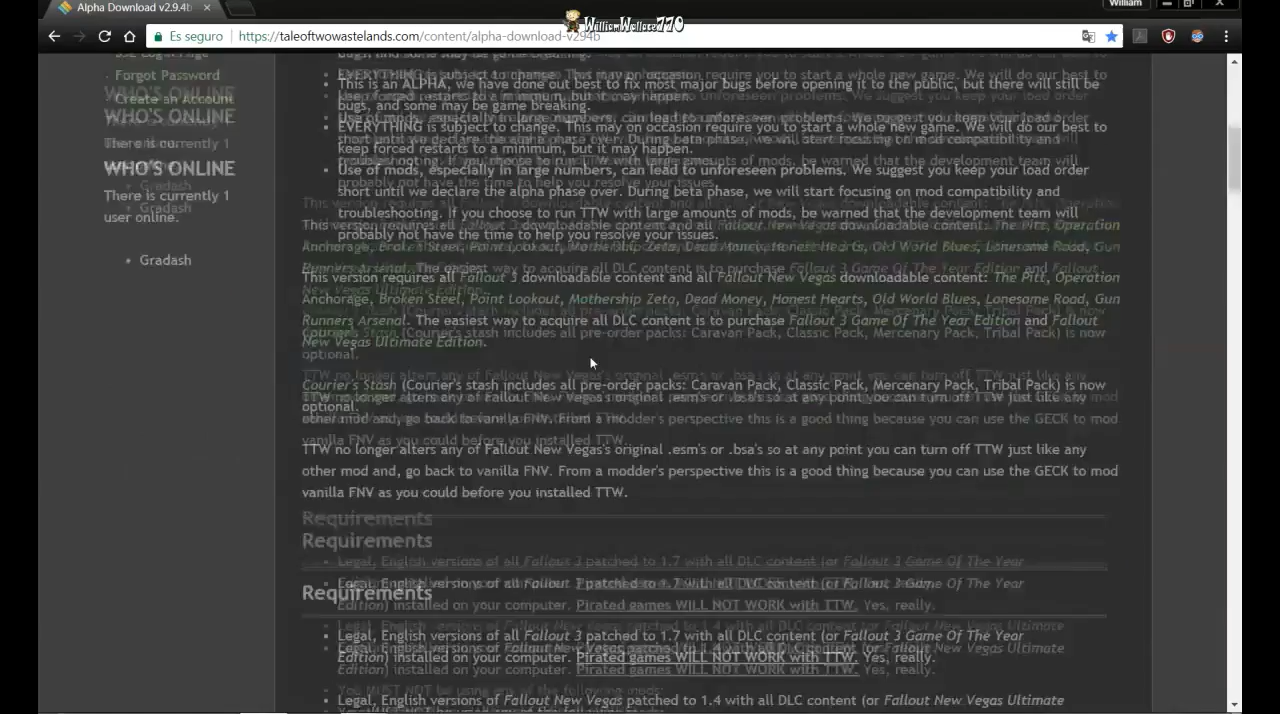 Alpha Download v2.9.4b
William
WilliamWallace770
Es seguro
https://taleoftwowastelands.com/content/alpha-download-v294b
Forgot Password
Create an Account
WHO'S ONLINE
There is currently 1
user online.
Gradash
This is an ALPHA, we have done out best to fix most major bugs before opening it to the public, but there will still be
bugs, and some may be game breaking.
EVERYTHING is subject to change. This may on occasion require you to start a whole new game. We will do our best to
keep forced restarts to a minimum, but it may happen.
Use of mods, especially in large numbers, can lead to unforeseen problems. We suggest you keep your load order
short until we declare the alpha phase over. During beta phase, we will start focusing on mod compatibility and
troubleshooting. If you choose to run TTW with large amounts of mods, be warned that the development team will
probably not have the time to help you resolve your issues.
This version requires all Fallout 3 downloadable content and all Fallout New Vegas downloadable content: The Pitt, Operation
Anchorage, Broken Steel, Point Lookout, Mothership Zeta, Dead Money, Honest Hearts, Old World Blues, Lonesome Road, Gun
Runners Arsenal. The easiest way to acquire all DLC content is to purchase Fallout 3 Game Of The Year Edition and Fallout
New Vegas Ultimate Edition.
Courier's Stash (Courier's stash includes all pre-order packs: Caravan Pack, Classic Pack, Mercenary Pack, Tribal Pack) is now
optional.
TTW no longer alters any of Fallout New Vegas's original .esm's or .bsa's so at any point you can turn off TTW just like any
other mod and, go back to vanilla FNV. From a modder's perspective this is a good thing because you can use the GECK to mod
vanilla FNV as you could before you installed TTW.
Requirements
Legal, English versions of all Fallout 3 patched to 1.7 with all DLC content (or Fallout 3 Game Of The Year
Edition) installed on your computer. Pirated games WILL NOT WORK with TTW. Yes, really.
Legal, English versions of Fallout New Vegas patched to 1.4 with all DLC content (or Fallout New Vegas Ultimate